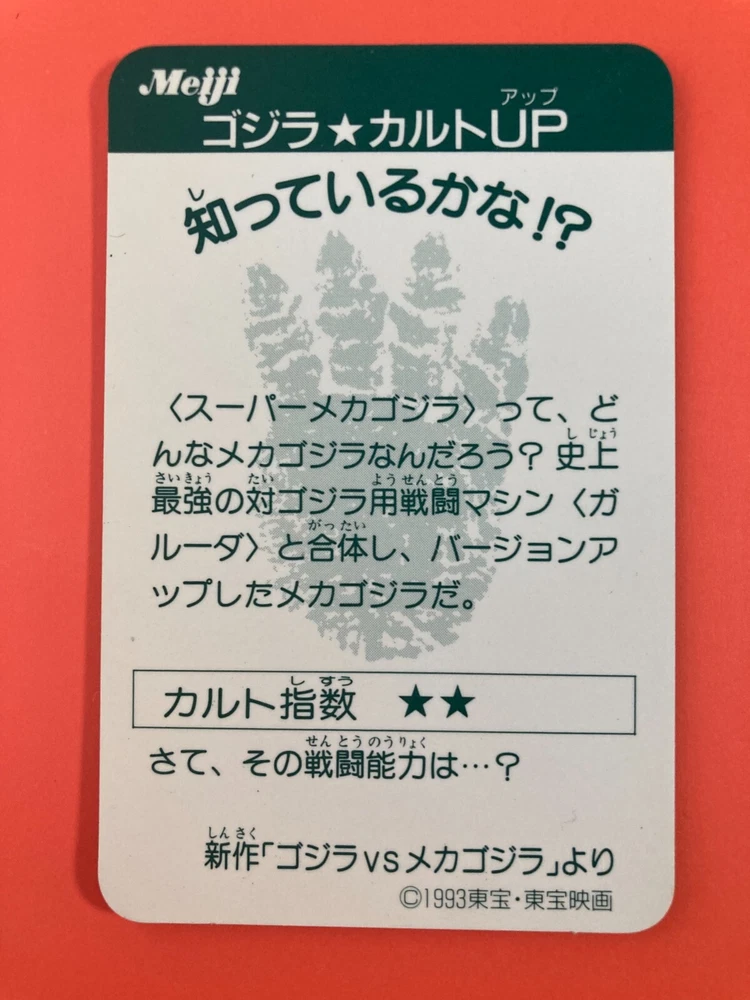 Meiji
ゴジラ★カルトUP
アップ
知っているかな!?
し
〈スーパーメカゴジラ〉って、ど
んなメカゴジラなんだろう?史上
しじょう
最強の対ゴジラ用戦闘マシン〈ガ
さいきょう たい ようせんとう
ルーダ〉と合体し、バージョンア
がったい
ップしたメカゴジラだ。
カルト指数 ★★
しすう
さて、その戦闘能力は…?
せんとうのうりょく
新作「ゴジラvsメカゴジラ」より
しんさく
©1993東宝・東宝映画